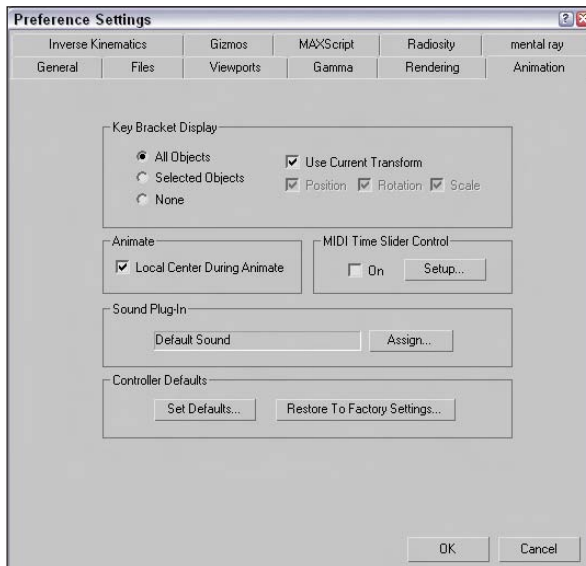 Preference Settings
Inverse Kinematics Gizmos MAXScript Radiosity mental ray
General Files Viewports Gamma Rendering Animation
Key Bracket Display
All Objects
Selected Objects
None
Use Current Transform
Position Rotation Scale
Animate
Local Center During Animate
MIDI Time Slider Control
On Setup...
Sound Plug-In
Default Sound Assign...
Controller Defaults
Set Defaults... Restore To Factory Settings...
OK Cancel